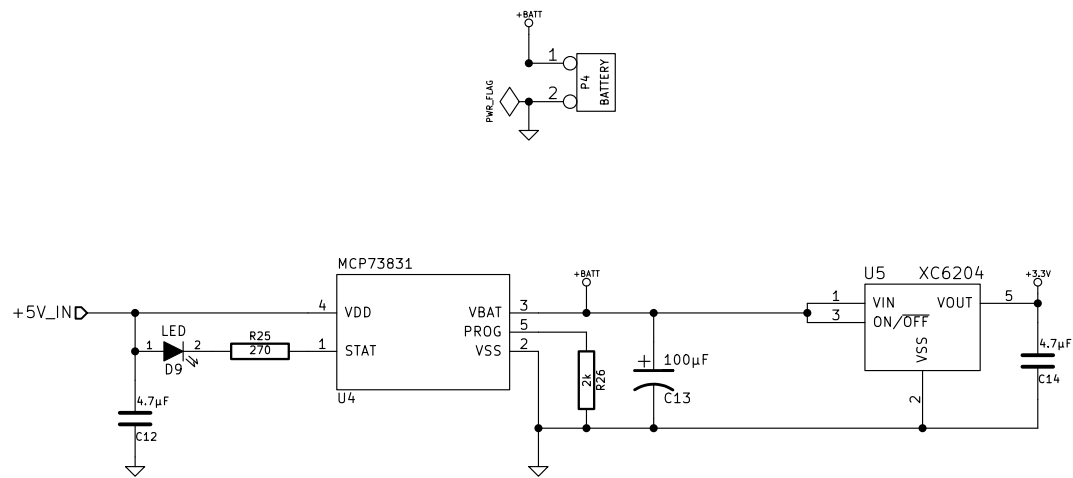 +BATT
1
P4
BATTERY
PWR_FLAG
2
MCP73831
+5V_IN
4
VDD
VBAT
3
PROG
5
VSS
2
STAT
1
U4
LED
1
2
D9
R25
270
4.7µF
C12
+BATT
2k
R26
100µF
C13
U5
XC6204
1
VIN
VOUT
5
3
ON/OFF
VSS
2
+3.3V
4.7µF
C14